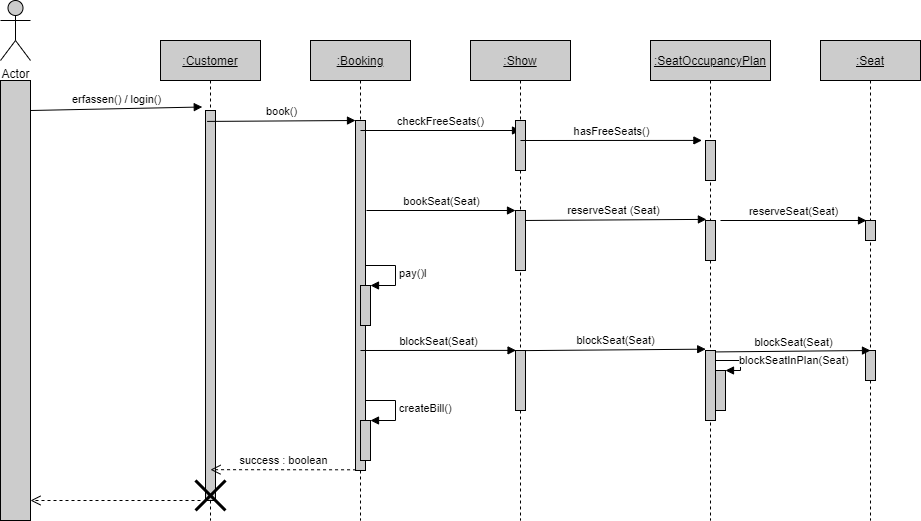 Actor
:Customer
:Booking
:Show
:SeatOccupancyPlan
:Seat
erfassen() / login()
book()
checkFreeSeats()
hasFreeSeats()
bookSeat(Seat)
reserveSeat (Seat)
reserveSeat(Seat)
pay()l
blockSeat(Seat)
blockSeat(Seat)
blockSeat(Seat)
blockSeatInPlan(Seat)
createBill()
success : boolean